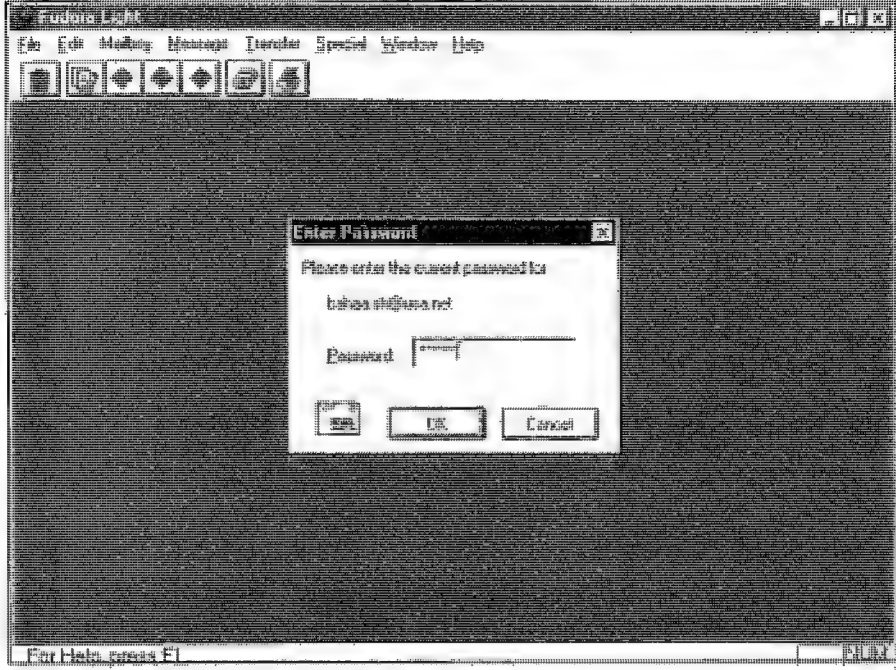 Eudora Light
File Edit Mailbox Message Transfer Special Window Help
Enter Password
Please enter the current password for
Password:
OK
Cancel
For Help, press F1
NUM